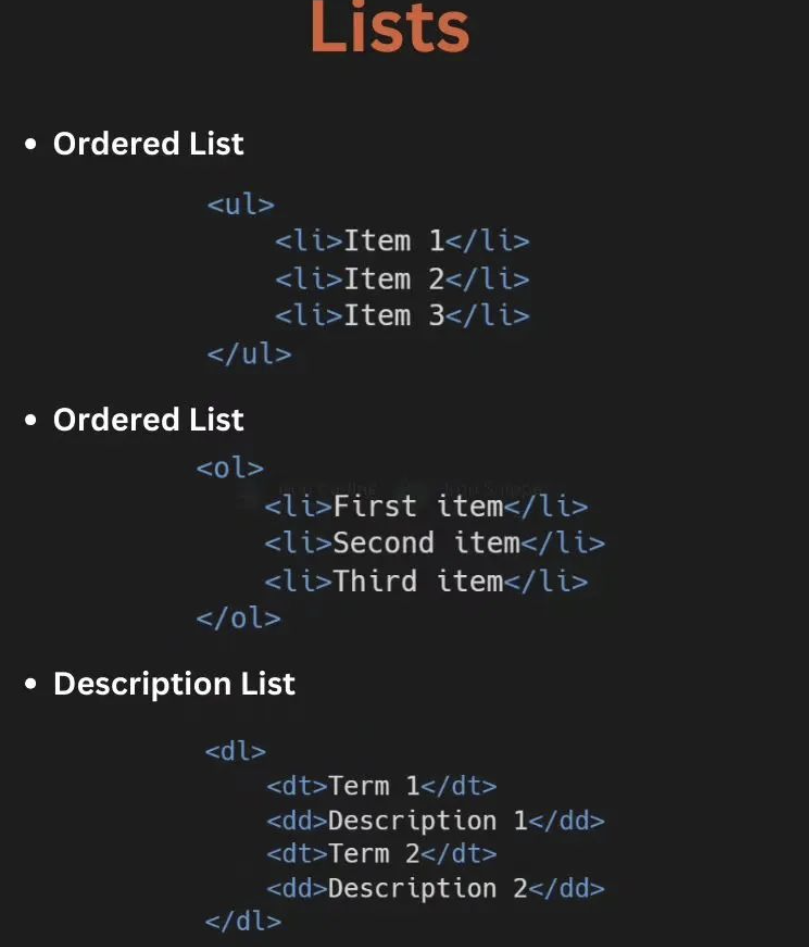 Lists
• Ordered List
<ul>
<li>Item 1</li>
<li>Item 2</li>
<li>Item 3</li>
</ul>
• Ordered List
<ol>
<li>First item</li>
<li>Second item</li>
<li>Third item</li>
</ol>
• Description List
<dl>
<dt>Term 1</dt>
<dd>Description 1</dd>
<dt>Term 2</dt>
<dd>Description 2</dd>
</dl>